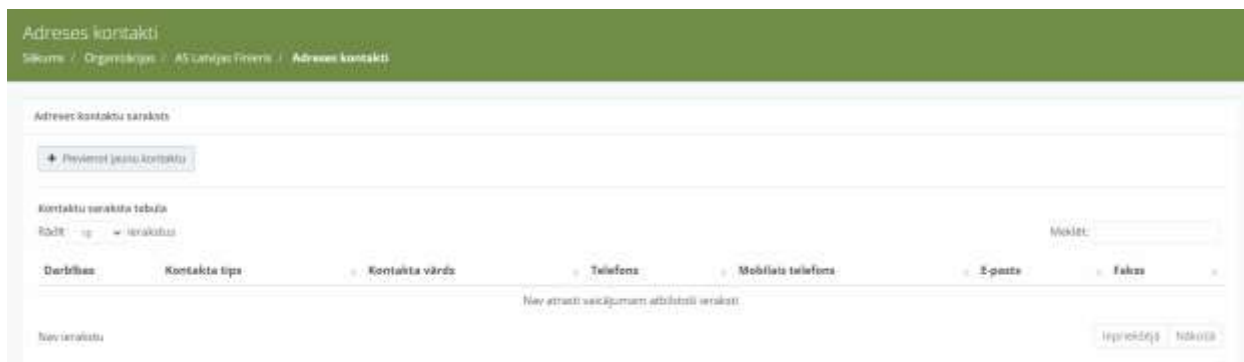 Adreses kontakti
Sākums / Organizācijas / AS Latvijas Finieris / Adreses kontakti
Adreses kontaktu saraksts
+ Pievienot jaunu kontaktu
Kontaktu saraksta tabula
Rādīt 10 ierakstus
Meklēt:
Darbības Kontakta tips Kontakta vārds Telefons Mobilais telefons E-pasts Fakss
Nav atrasti vaicājumam atbilstoši ieraksti
Nav ierakstu
Iepriekšējā Nākošā